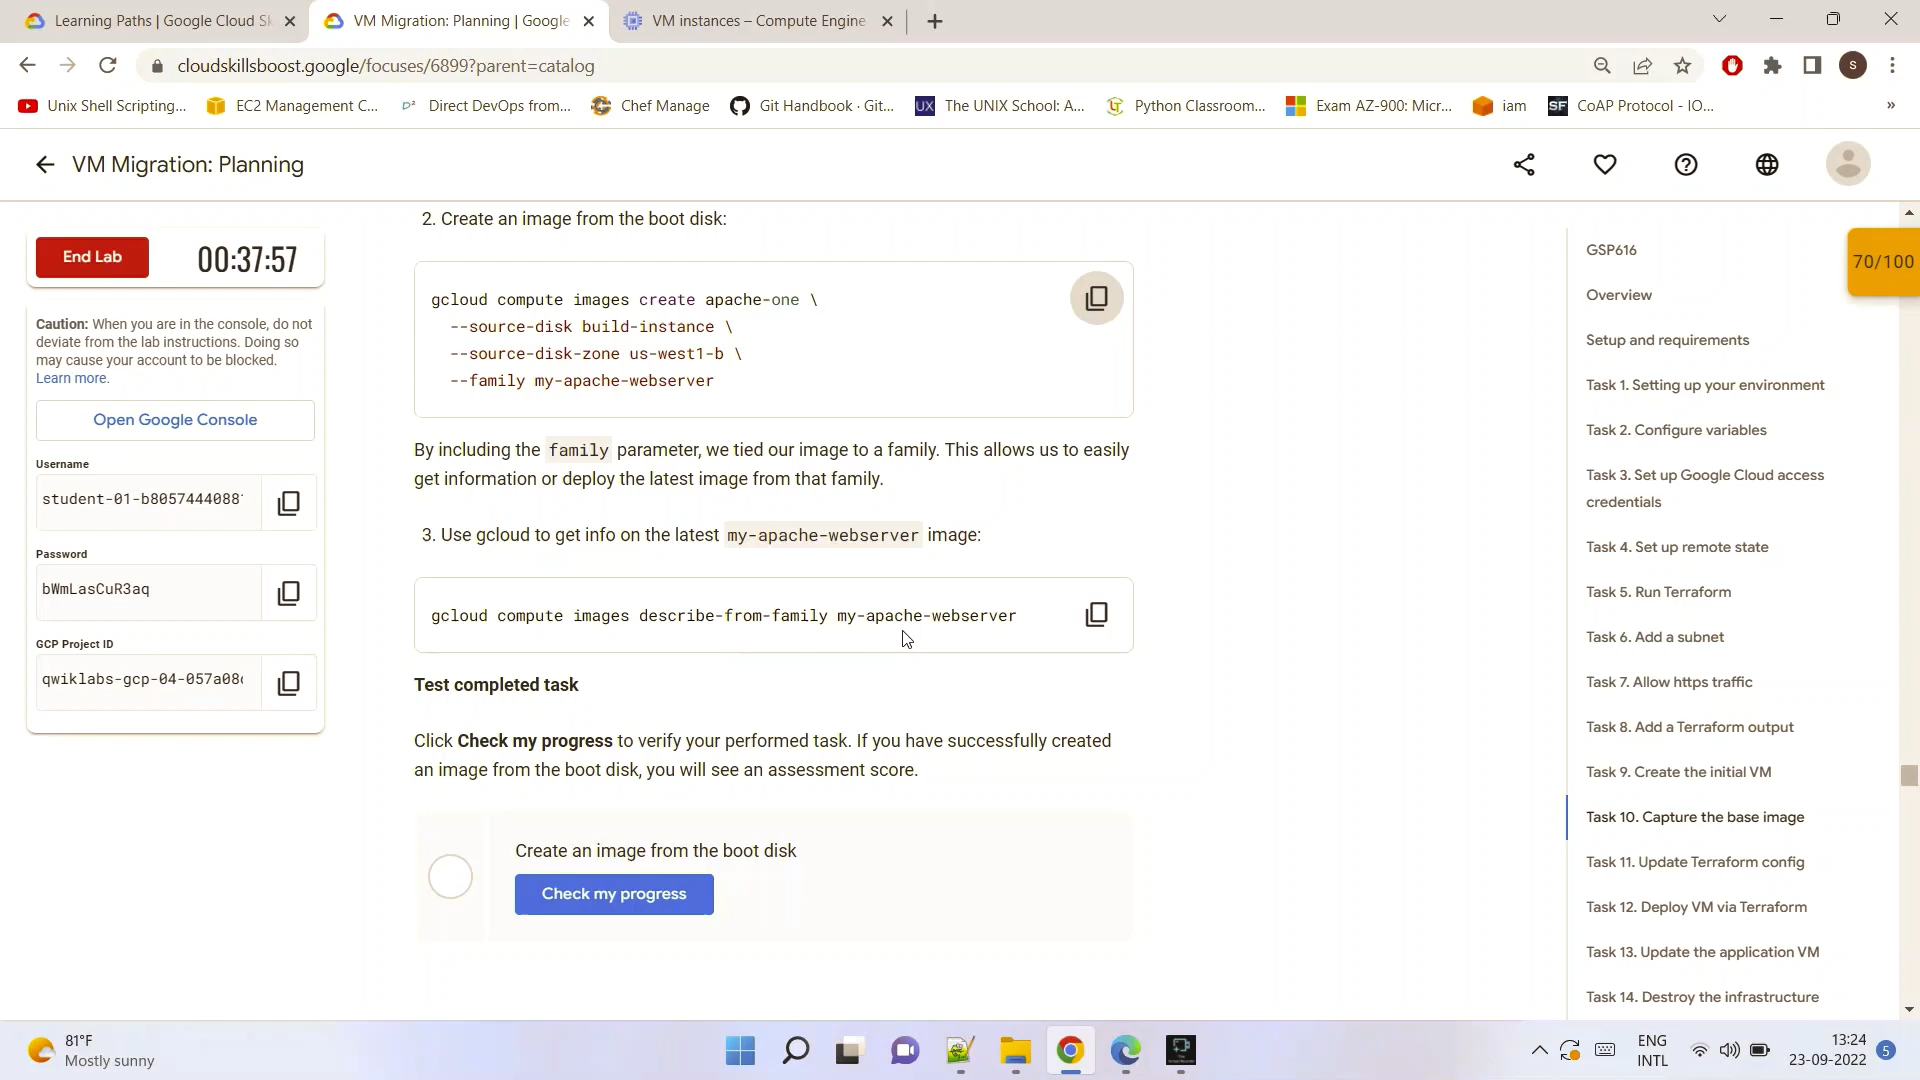 Learning Paths | Google Cloud Sk
VM Migration: Planning | Google
VM instances – Compute Engine
cloudskillsboost.google/focuses/6899?parent=catalog
S
Unix Shell Scripting...
EC2 Management C...
D² Direct DevOps from...
Chef Manage
Git Handbook · Git...
UX The UNIX School: A...
Python Classroom...
Exam AZ-900: Micr...
iam
SF CoAP Protocol - IO...
»
VM Migration: Planning
End Lab
00:37:57
Caution: When you are in the console, do not
deviate from the lab instructions. Doing so
may cause your account to be blocked.
Learn more.
Open Google Console
Username
student-01-b8057444088
Password
bWmLasCuR3aq
GCP Project ID
qwiklabs-gcp-04-057a08
2. Create an image from the boot disk:
gcloud compute images create apache-one \
--source-disk build-instance \
--source-disk-zone us-west1-b \
--family my-apache-webserver
By including the family parameter, we tied our image to a family. This allows us to easily
get information or deploy the latest image from that family.
3. Use gcloud to get info on the latest my-apache-webserver image:
gcloud compute images describe-from-family my-apache-webserver
Test completed task
Click Check my progress to verify your performed task. If you have successfully created
an image from the boot disk, you will see an assessment score.
Create an image from the boot disk
Check my progress
70/100
GSP616
Overview
Setup and requirements
Task 1. Setting up your environment
Task 2. Configure variables
Task 3. Set up Google Cloud access
credentials
Task 4. Set up remote state
Task 5. Run Terraform
Task 6. Add a subnet
Task 7. Allow https traffic
Task 8. Add a Terraform output
Task 9. Create the initial VM
Task 10. Capture the base image
Task 11. Update Terraform config
Task 12. Deploy VM via Terraform
Task 13. Update the application VM
Task 14. Destroy the infrastructure
81°F
Mostly sunny
ENG
INTL
13:24
23-09-2022
5